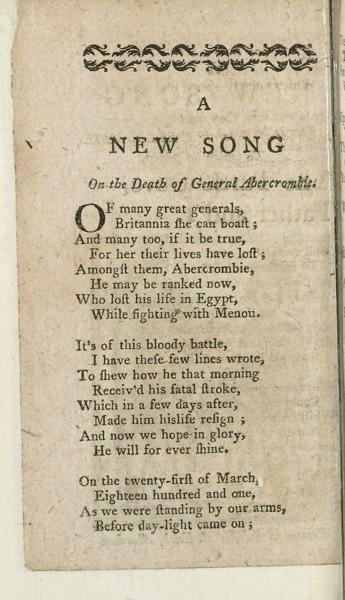 A
NEW SONG
On the Death of General Abercrombie.
OF many great generals,
Britannia ſhe can boaſt ;
And many too, if it be true,
For her their lives have loſt ;
Amongſt them, Abercrombie,
He may be ranked now,
Who loſt his life in Egypt,
While fighting with Menou.
It's of this bloody battle,
I have theſe few lines wrote,
To ſhew how he that morning
Receiv'd his fatal ſtroke,
Which in a few days after,
Made him hislife reſign ;
And now we hope in glory,
He will for ever ſhine.
On the twenty-firſt of March,
Eighteen hundred and one,
As we were ſtanding by our arms,
Before day-light came on ;